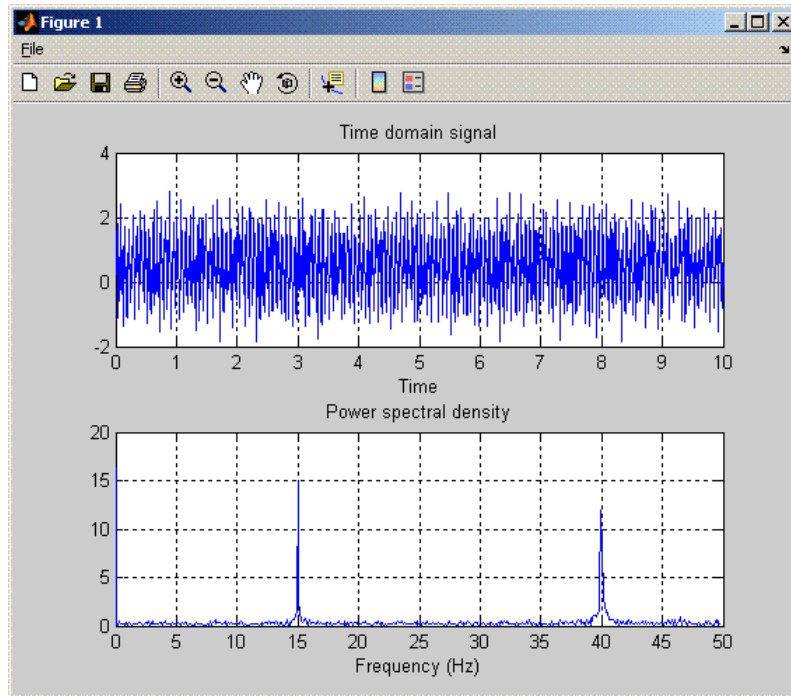 Figure 1
File
Time domain signal
4
2
0
-2
0 1 2 3 4 5 6 7 8 9 10
Time
Power spectral density
20
15
10
5
0
0 5 10 15 20 25 30 35 40 45 50
Frequency (Hz)